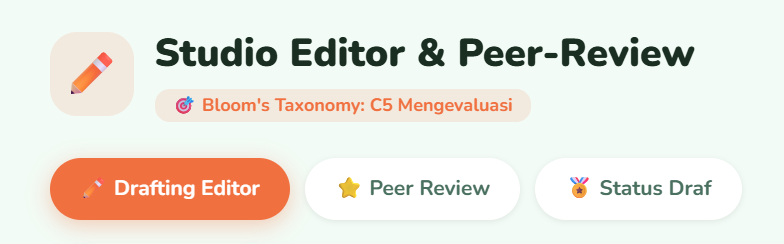 Studio Editor & Peer-Review
Bloom's Taxonomy: C5 Mengevaluasi
Drafting Editor
Peer Review
Status Draf